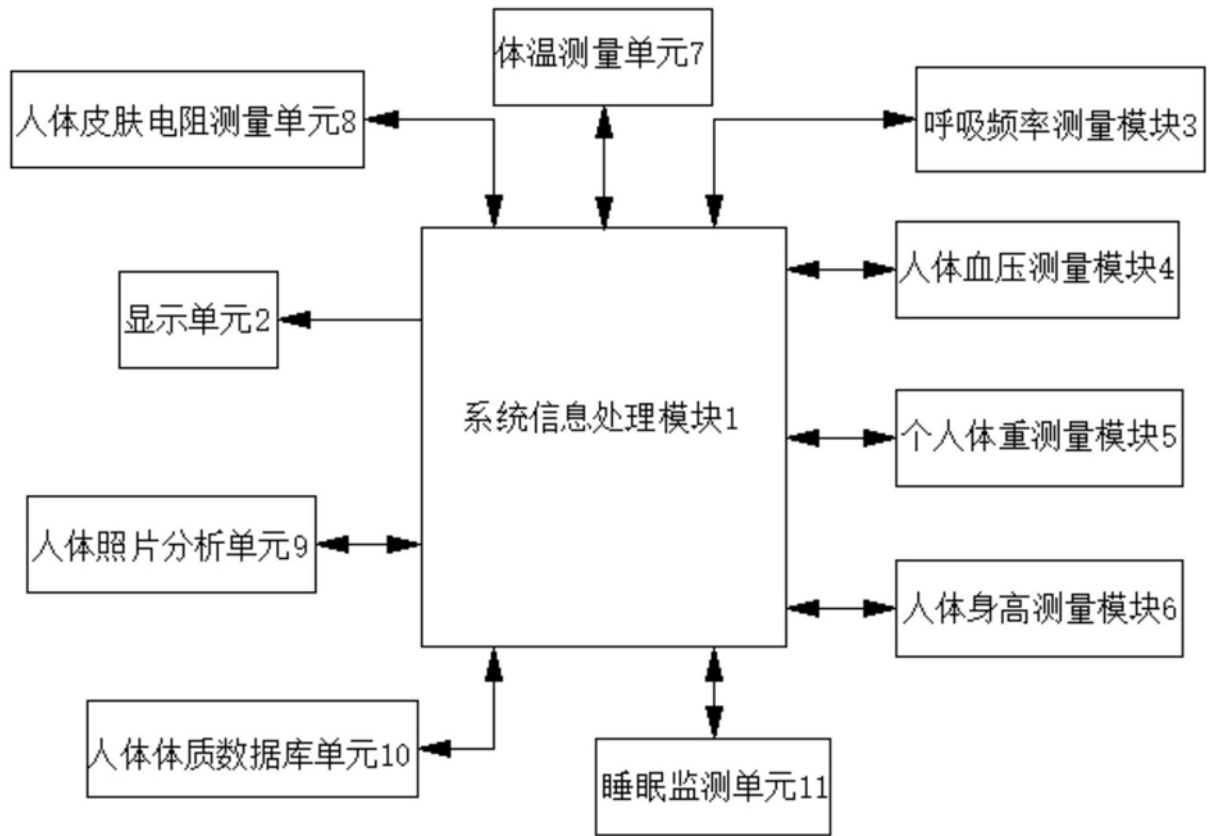 体温测量单元7
人体皮肤电阻测量单元8
呼吸频率测量模块3
人体血压测量模块4
显示单元2
系统信息处理模块1
个人体重测量模块5
人体照片分析单元9
人体身高测量模块6
人体体质数据库单元10
睡眠监测单元11